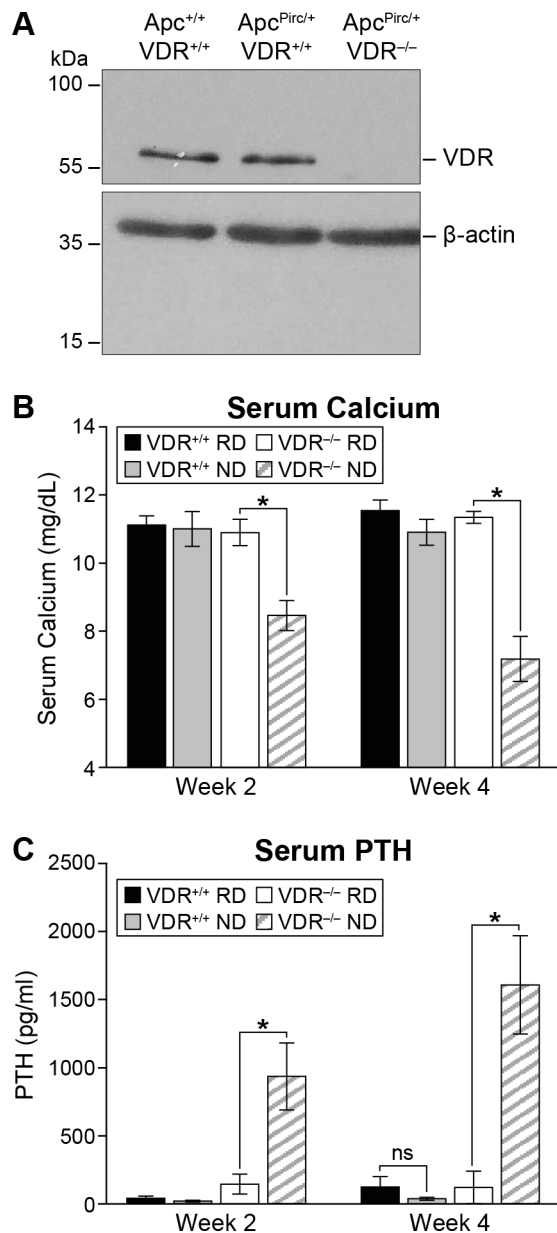 A
Apc+/+ ApcPirc/+ ApcPirc/+
VDR+/+ VDR+/+ VDR–/–
kDa
100
55
VDR
35
β-actin
15
B
Serum Calcium
VDR+/+ RD VDR–/– RD
VDR+/+ ND VDR–/– ND
Serum Calcium (mg/dL)
14
12
10
8
6
4
*
*
Week 2 Week 4
C
Serum PTH
VDR+/+ RD VDR–/– RD
VDR+/+ ND VDR–/– ND
PTH (pg/ml)
2500
2000
1500
1000
500
0
*
ns
*
Week 2 Week 4